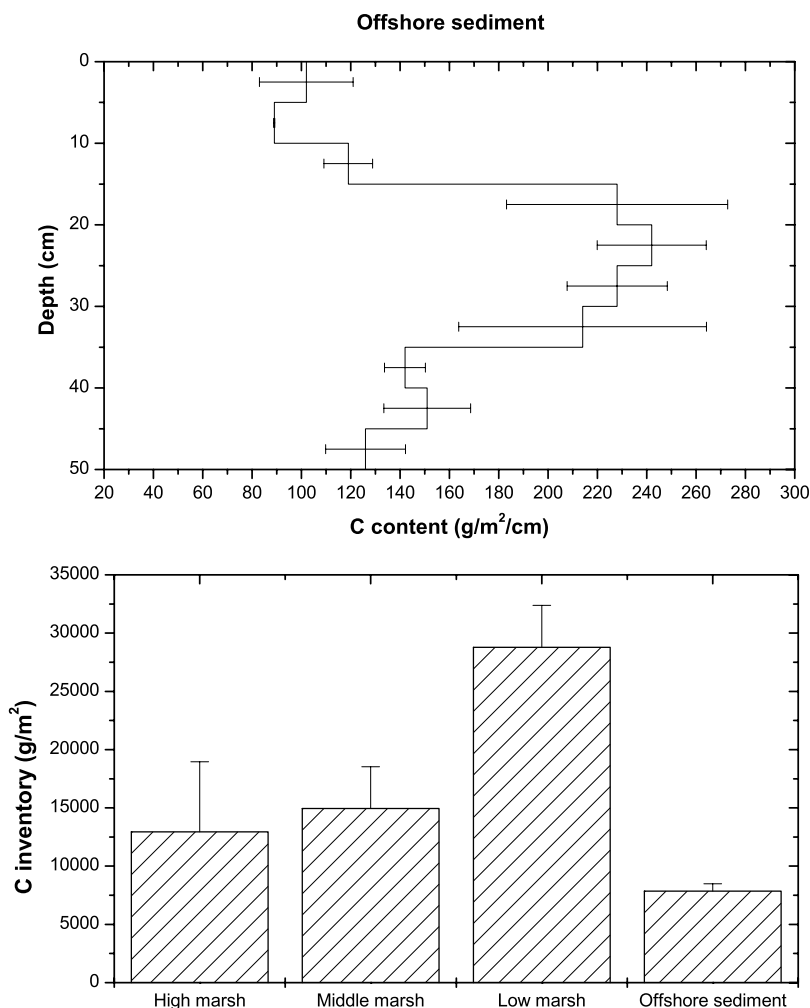 Offshore sediment
0
10
20
30
40
50
Depth (cm)
20 40 60 80 100 120 140 160 180 200 220 240 260 280 300
C content (g/m²/cm)
35000
30000
25000
20000
15000
10000
5000
0
C inventory (g/m²)
High marsh Middle marsh Low marsh Offshore sediment